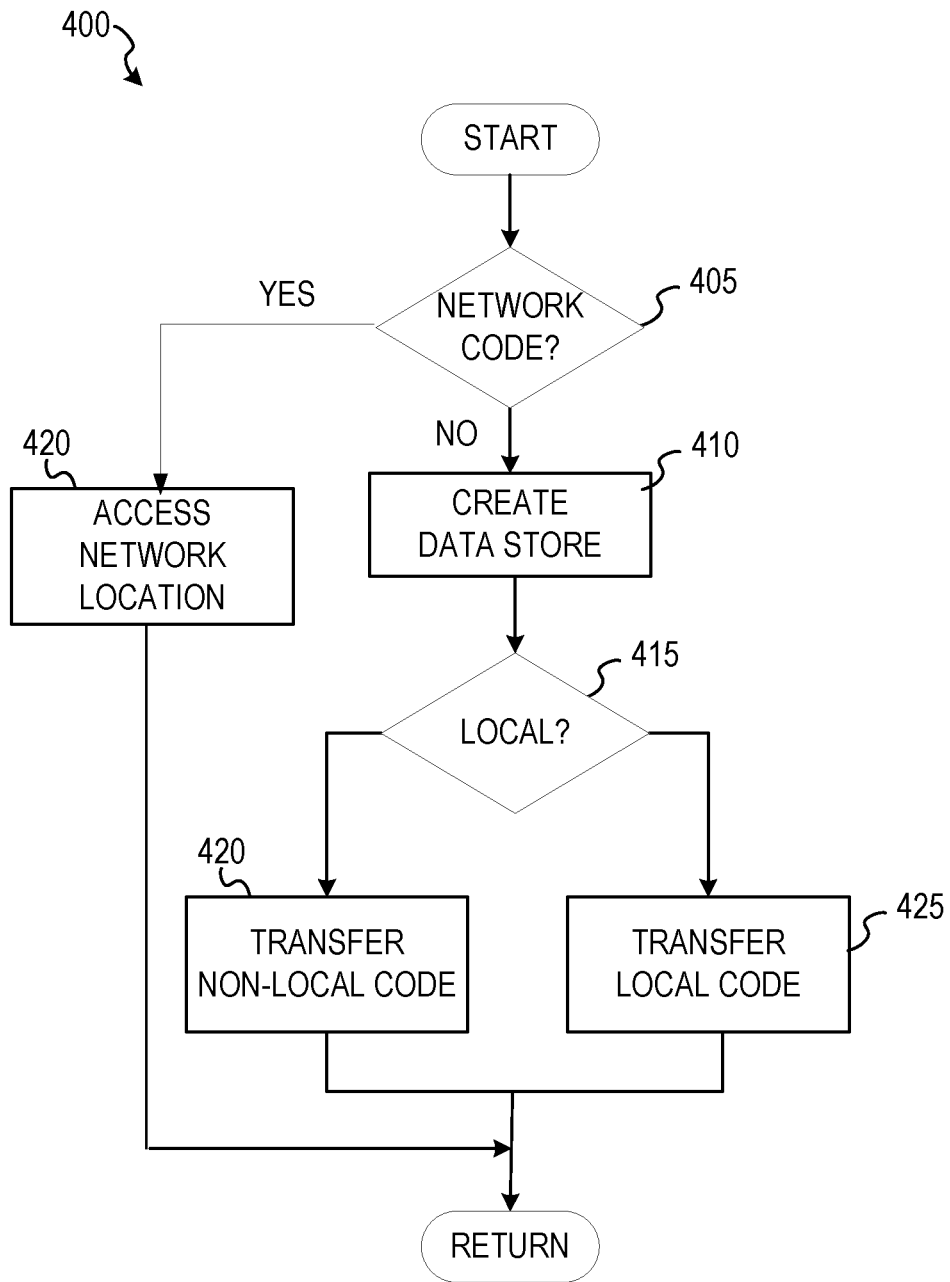 400
START
405
NETWORK
CODE?
YES
NO
420
ACCESS
NETWORK
LOCATION
410
CREATE
DATA STORE
415
LOCAL?
420
TRANSFER
NON-LOCAL CODE
425
TRANSFER
LOCAL CODE
RETURN